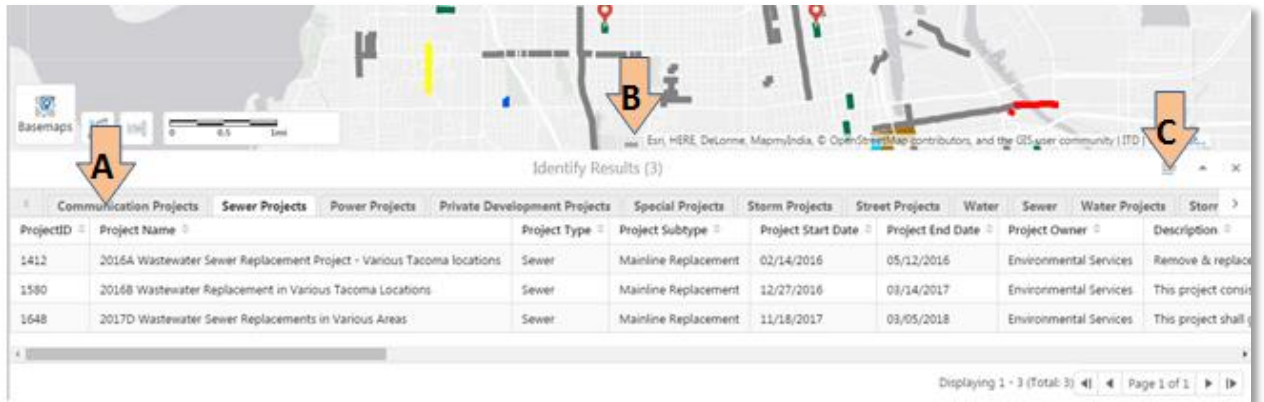 B
Basemaps
0 0.5 1mi
Esri, HERE, DeLorme, MapmyIndia, © OpenStreetMap contributors, and the GIS user community | ITD |
A
C
Identify Results (3)
Communication Projects Sewer Projects Power Projects Private Development Projects Special Projects Storm Projects Street Projects Water Sewer Water Projects Storr
ProjectID Project Name Project Type Project Subtype Project Start Date Project End Date Project Owner Description
1412 2016A Wastewater Sewer Replacement Project - Various Tacoma locations Sewer Mainline Replacement 02/14/2016 05/12/2016 Environmental Services Remove & replace
1580 2016B Wastewater Replacement in Various Tacoma Locations Sewer Mainline Replacement 12/27/2016 03/14/2017 Environmental Services This project consis
1648 2017D Wastewater Sewer Replacements in Various Areas Sewer Mainline Replacement 11/18/2017 03/05/2018 Environmental Services This project shall g
Displaying 1 - 3 (Total: 3) Page 1 of 1